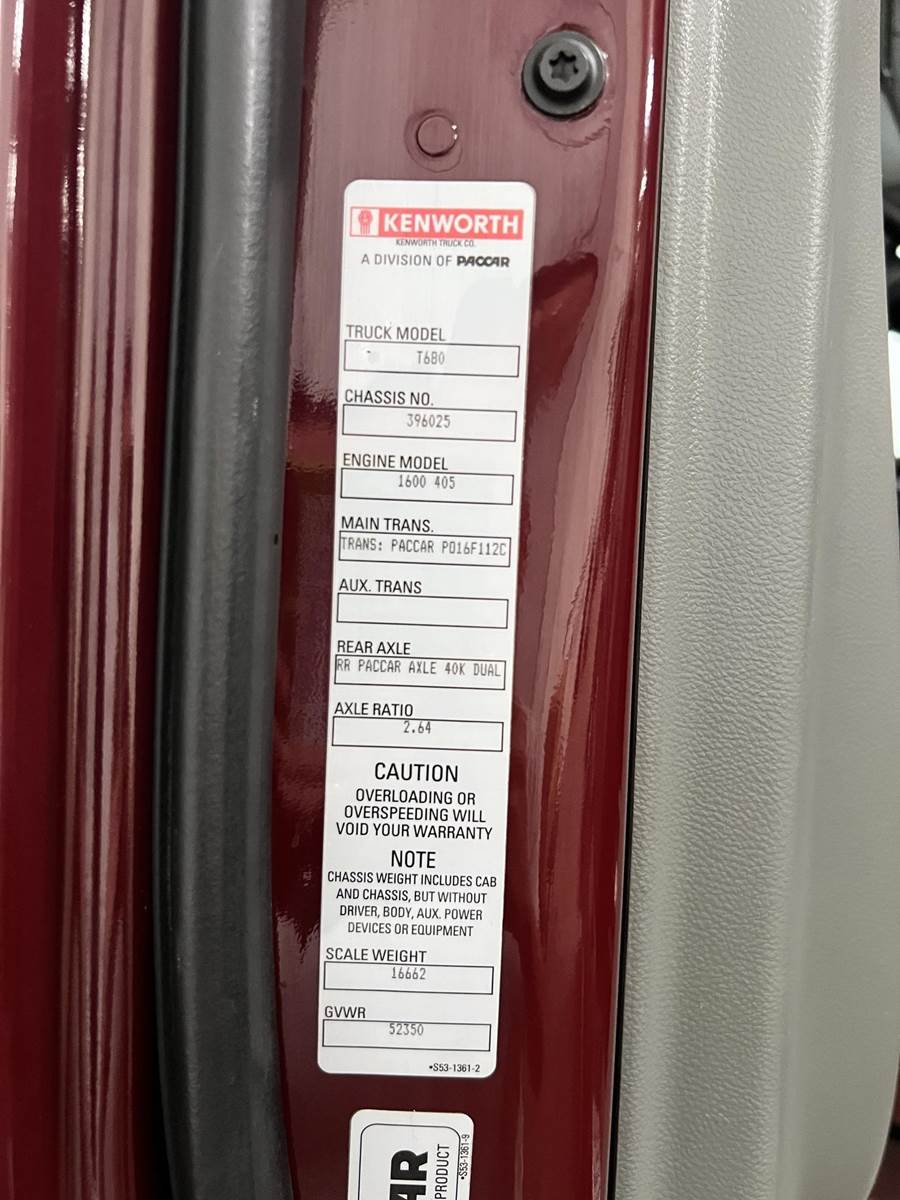 KENWORTH
KENWORTH TRUCK CO.
A DIVISION OF PACCAR
TRUCK MODEL
T680
CHASSIS NO.
396025
ENGINE MODEL
1600 405
MAIN TRANS.
TRANS: PACCAR PO16F112C
AUX. TRANS
REAR AXLE
RR PACCAR AXLE 40K DUAL
AXLE RATIO
2.64
CAUTION
OVERLOADING OR
OVERSPEEDING WILL
VOID YOUR WARRANTY
NOTE
CHASSIS WEIGHT INCLUDES CAB
AND CHASSIS, BUT WITHOUT
DRIVER, BODY, AUX. POWER
DEVICES OR EQUIPMENT
SCALE WEIGHT
16662
GVWR
52350
•S53-1361-2
AR
PRODUCT
•S53-1361-9